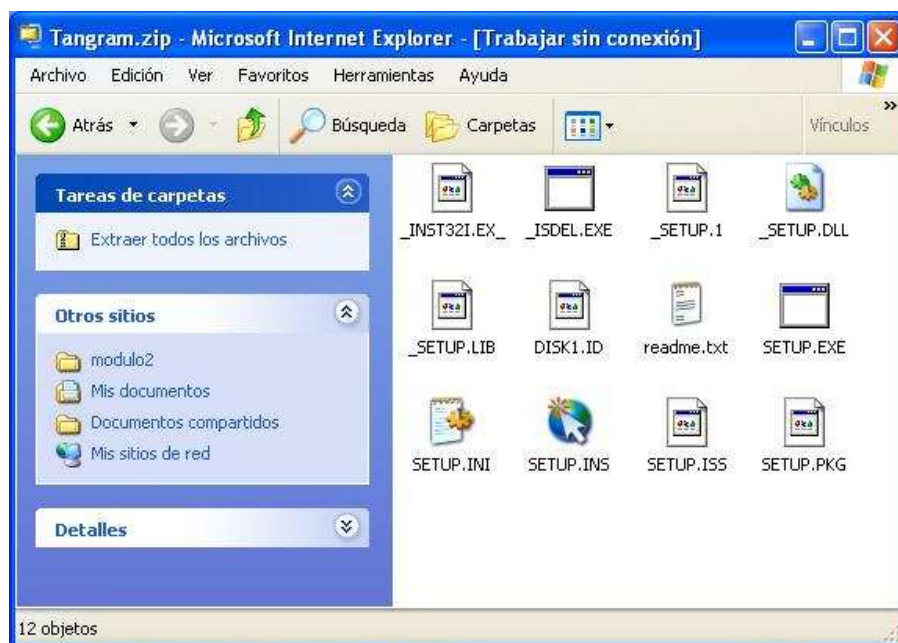 Tangram.zip - Microsoft Internet Explorer - [Trabajar sin conexión]
Archivo Edición Ver Favoritos Herramientas Ayuda
Atrás Búsqueda Carpetas Vínculos »
Tareas de carpetas
Extraer todos los archivos
Otros sitios
modulo2
Mis documentos
Documentos compartidos
Mis sitios de red
Detalles
_INST32I.EX_ _ISDEL.EXE _SETUP.1 _SETUP.DLL
_SETUP.LIB DISK1.ID readme.txt SETUP.EXE
SETUP.INI SETUP.INS SETUP.ISS SETUP.PKG
12 objetos